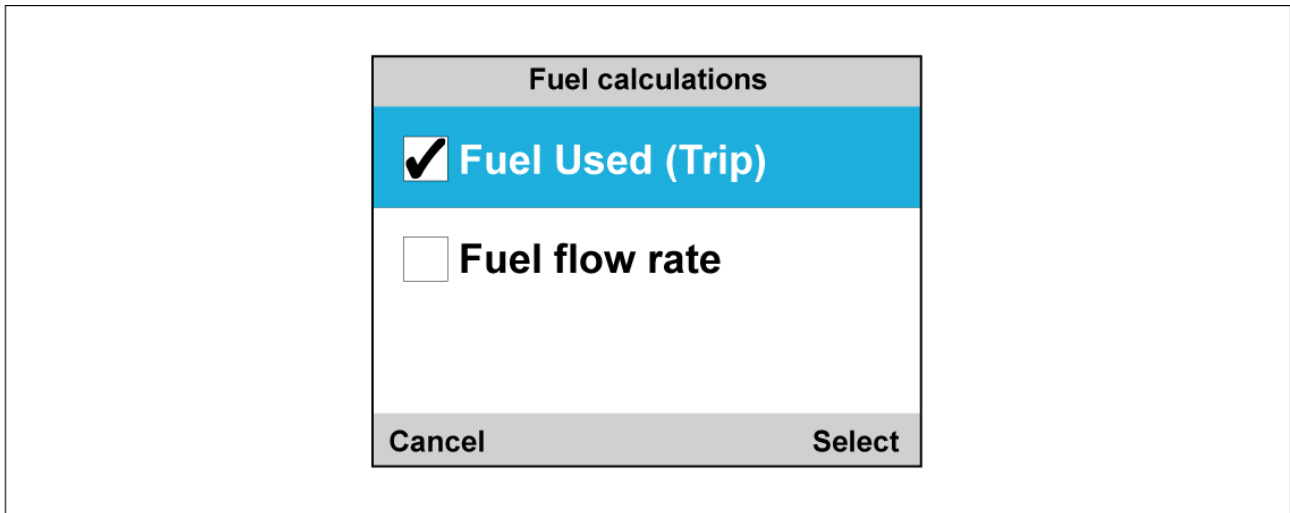 Fuel calculations
Fuel Used (Trip)
Fuel flow rate
Cancel Select